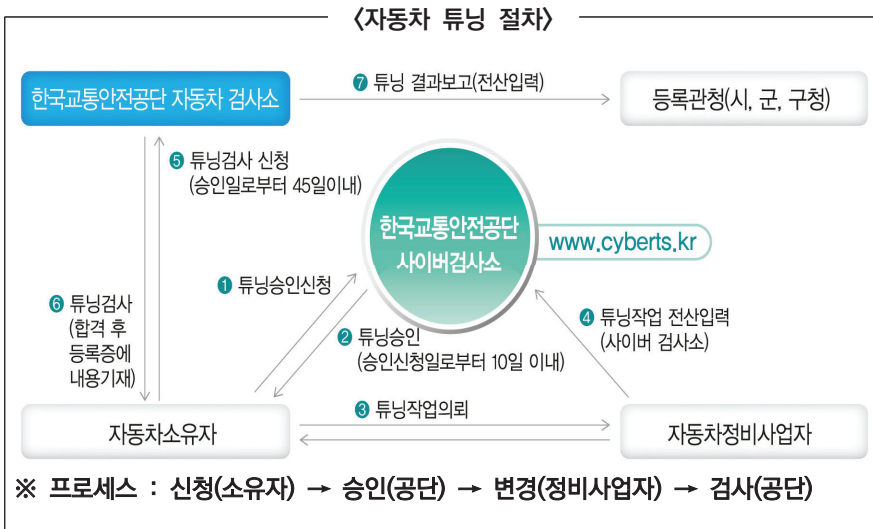 〈자동차 튜닝 절차〉
한국교통안전공단 자동차 검사소
❼ 튜닝 결과보고(전산입력)
등록관청(시, 군, 구청)
❺ 튜닝검사 신청
(승인일로부터 45일이내)
한국교통안전공단
사이버검사소
www.cyberts.kr
❶ 튜닝승인신청
❻ 튜닝검사
(합격 후
등록증에
내용기재)
❷ 튜닝승인
(승인신청일로부터 10일 이내)
❹ 튜닝작업 전산입력
(사이버 검사소)
❸ 튜닝작업의뢰
자동차소유자
자동차정비사업자
※ 프로세스 : 신청(소유자) → 승인(공단) → 변경(정비사업자) → 검사(공단)